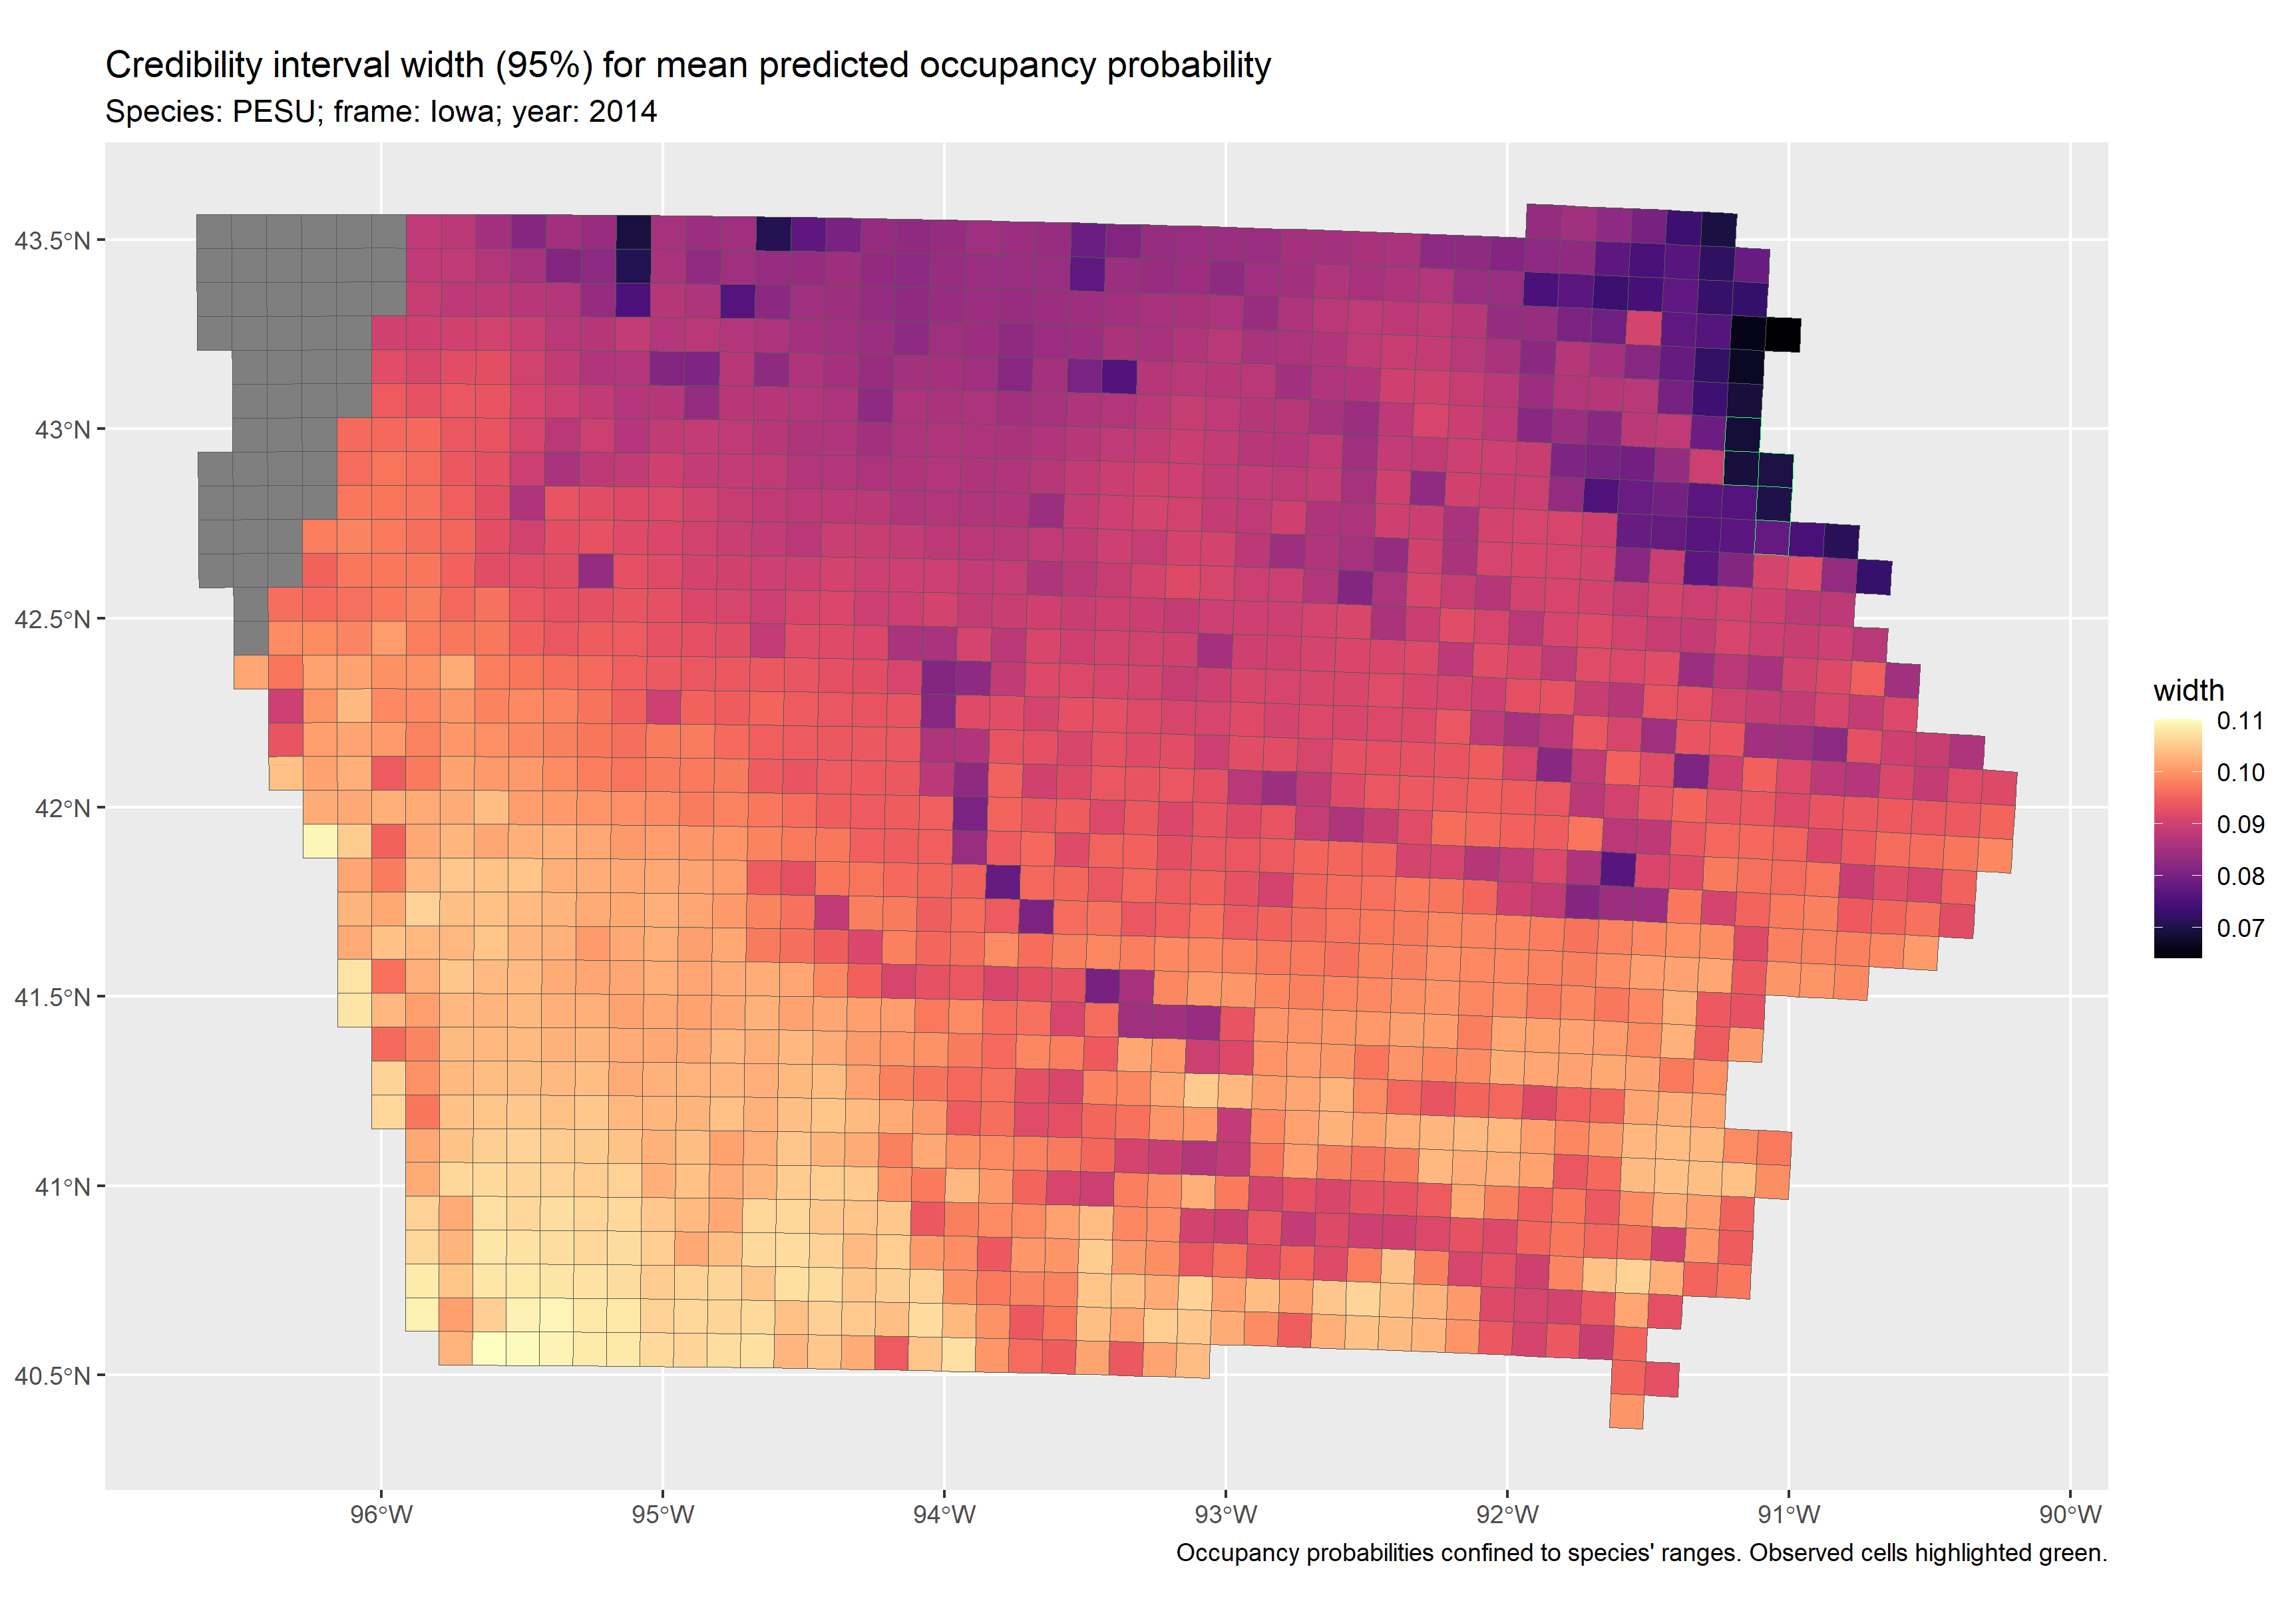 Credibility interval width (95%) for mean predicted occupancy probability
Species: PESU; frame: Iowa; year: 2014
43.5°N
43°N
42.5°N
42°N
41.5°N
41°N
40.5°N
96°W
95°W
94°W
93°W
92°W
91°W
90°W
width
0.11
0.10
0.09
0.08
0.07
Occupancy probabilities confined to species' ranges. Observed cells highlighted green.